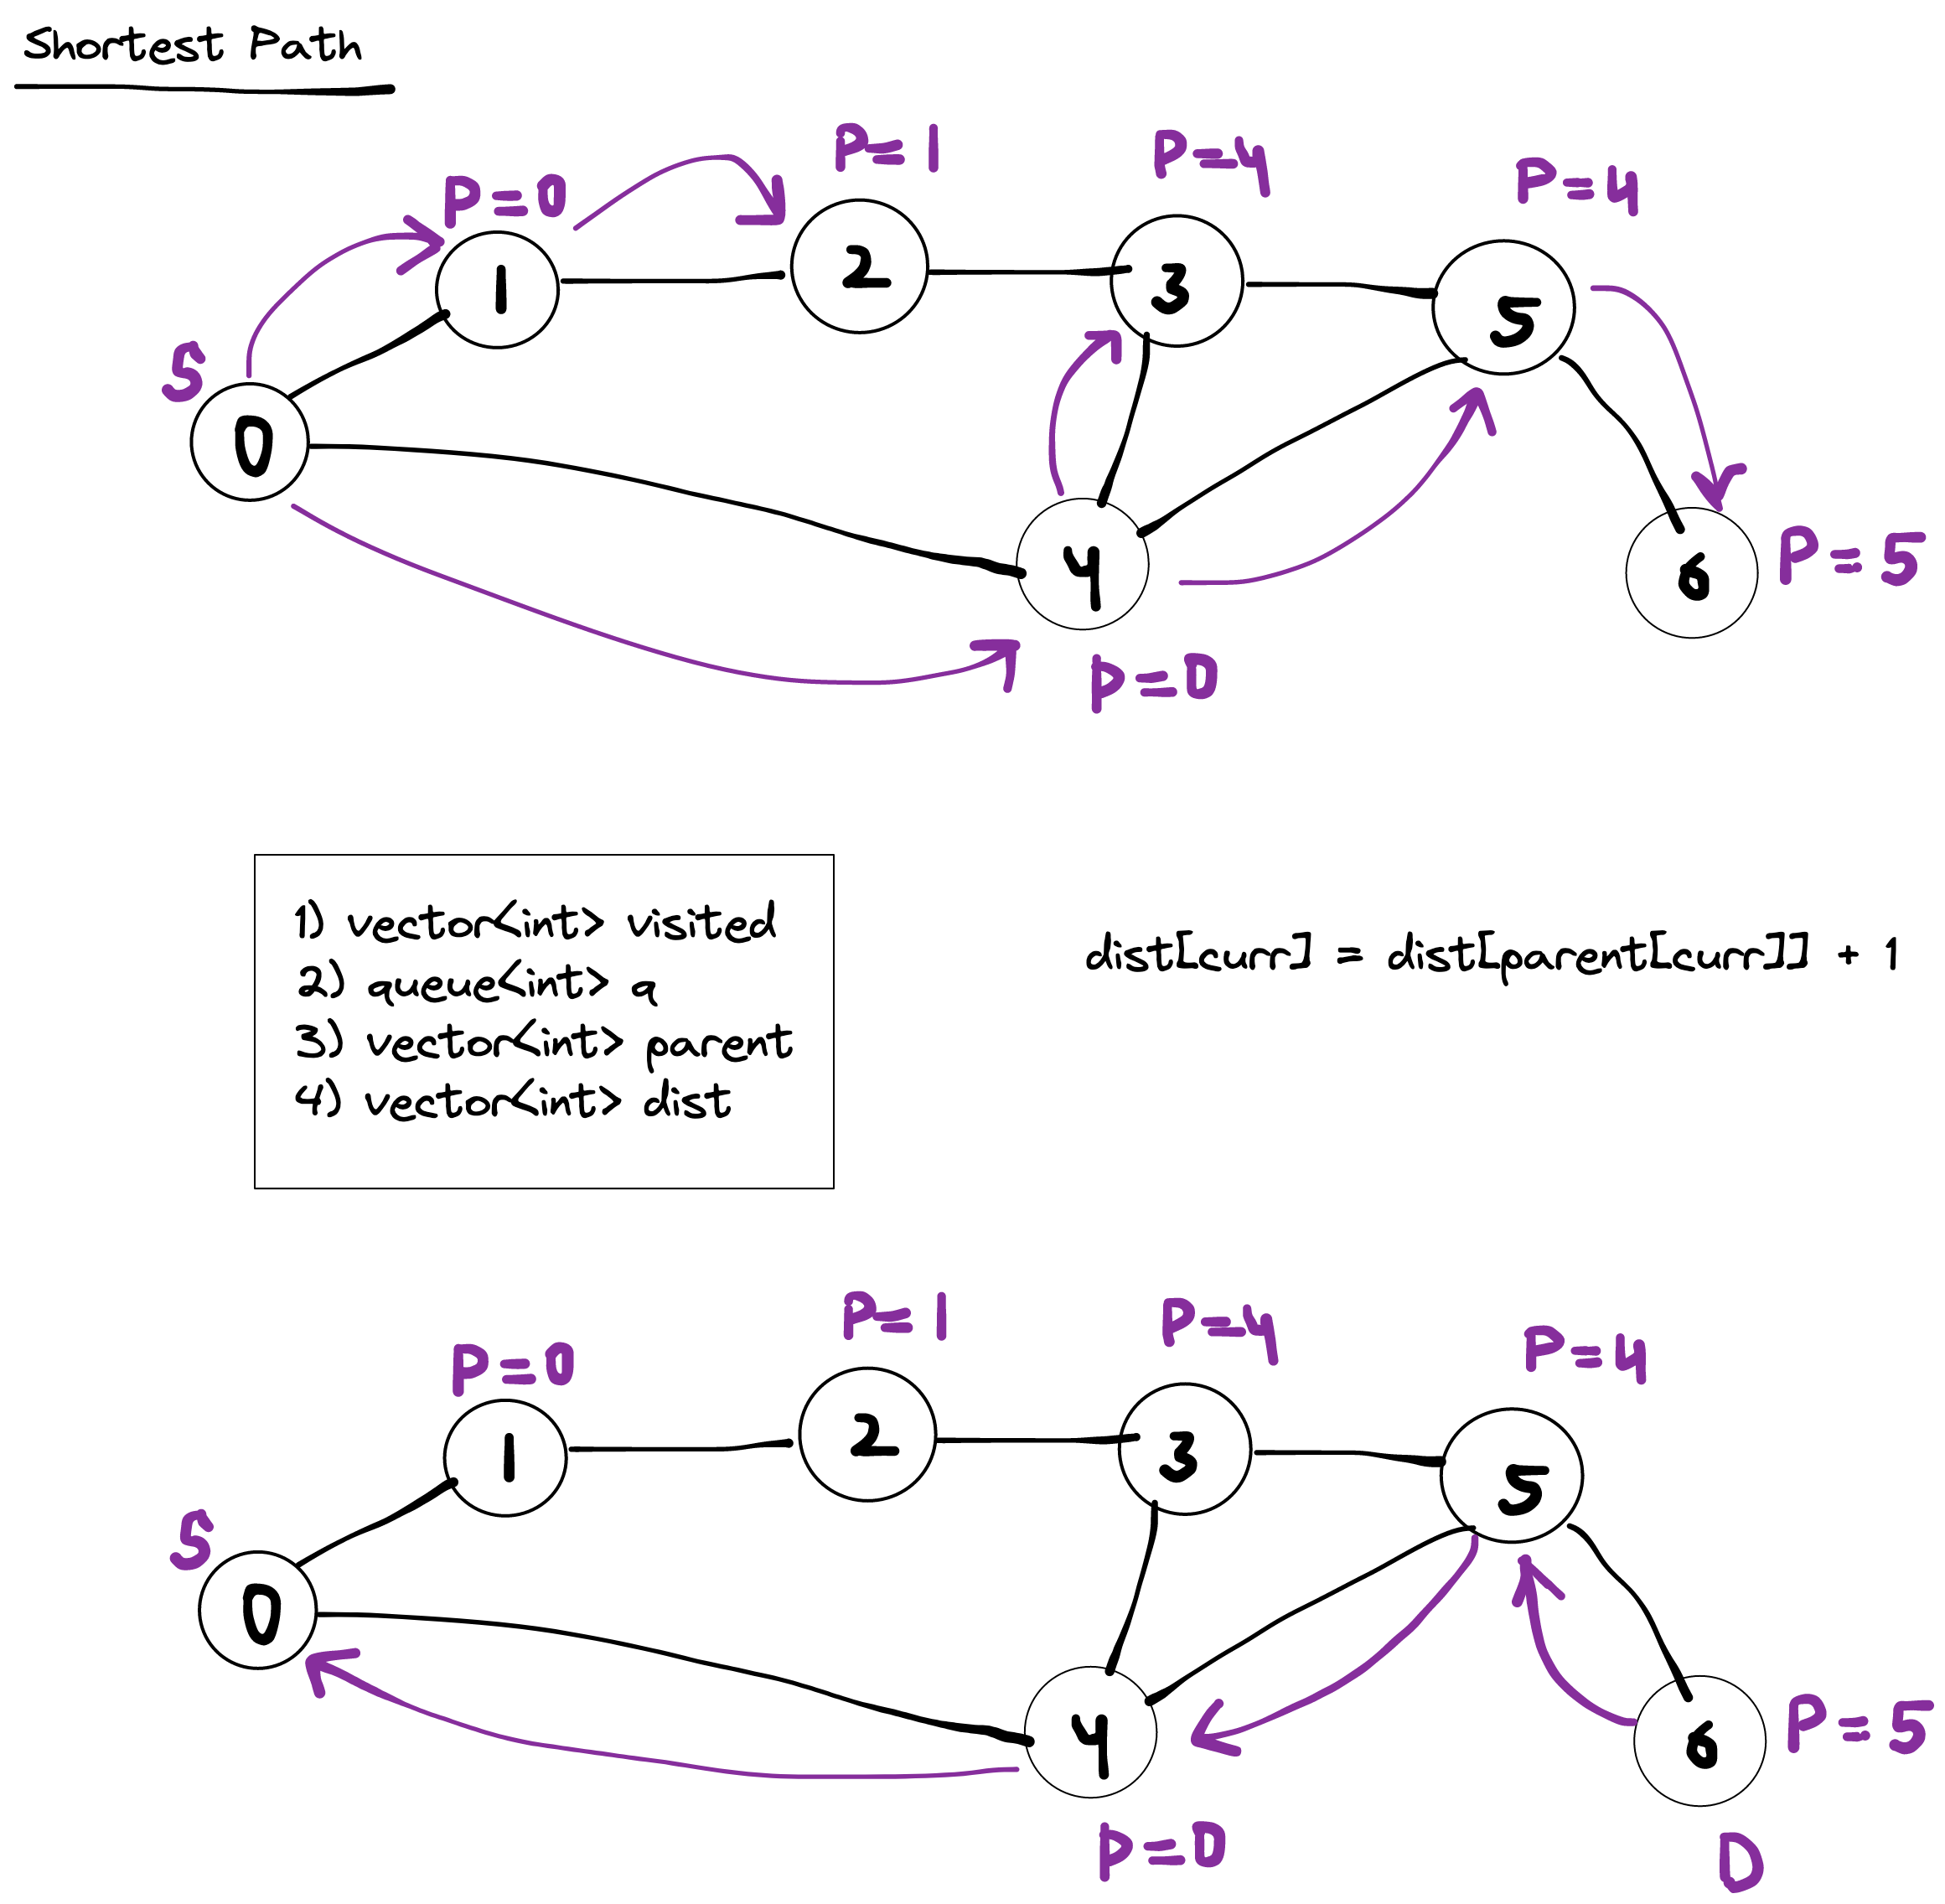 Shortest Path
P=0
P=1
P=4
P=4
S
1
2
3
5
0
4
6
P=5
P=0
1) vector<int> visited
2) queue<int> q
3) vector<int> parent
4) vector<int> dist
dist[curr] = dist[parent[curr]] + 1
P=0
P=1
P=4
P=4
S
1
2
3
5
0
4
6
P=5
P=0
D